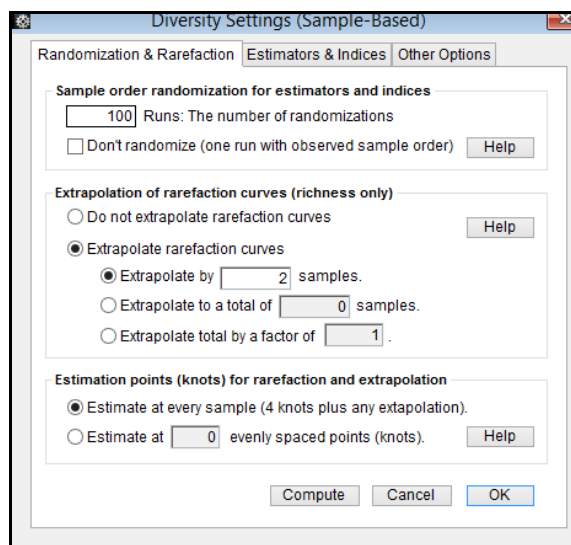 Diversity Settings (Sample-Based)
Randomization & Rarefaction Estimators & Indices Other Options
Sample order randomization for estimators and indices
100 Runs: The number of randomizations
Don't randomize (one run with observed sample order) Help
Extrapolation of rarefaction curves (richness only)
Do not extrapolate rarefaction curves Help
Extrapolate rarefaction curves
Extrapolate by 2 samples.
Extrapolate to a total of 0 samples.
Extrapolate total by a factor of 1 .
Estimation points (knots) for rarefaction and extrapolation
Estimate at every sample (4 knots plus any extapolation).
Estimate at 0 evenly spaced points (knots). Help
Compute Cancel OK